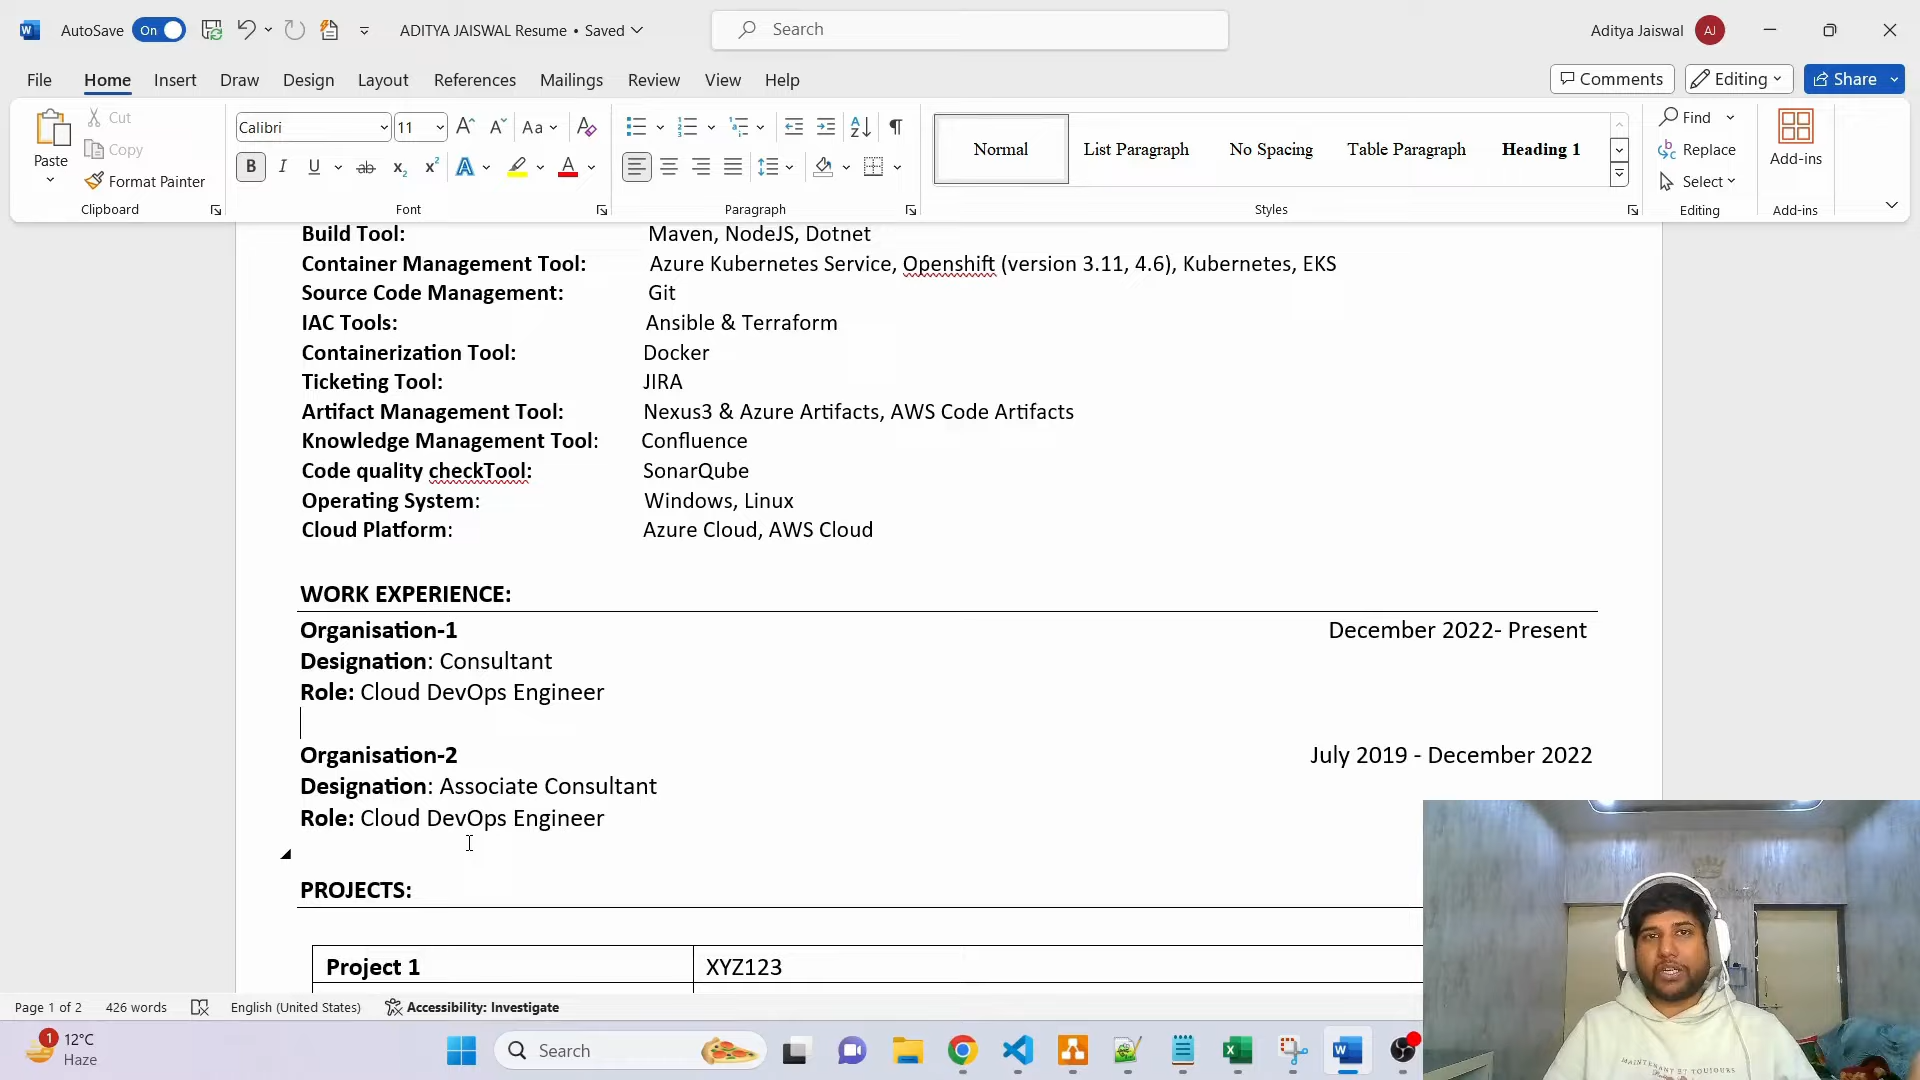 AutoSave On ADITYA JAISWAL Resume • Saved Search Aditya Jaiswal AJ
File Home Insert Draw Design Layout References Mailings Review View Help Comments Editing Share
Paste Cut Copy Format Painter Clipboard
Calibri 11 Aa Font
Paragraph
Normal List Paragraph No Spacing Table Paragraph Heading 1 Styles
Find Replace Select Editing
Add-ins Add-ins
Build Tool: Maven, NodeJS, Dotnet
Container Management Tool: Azure Kubernetes Service, Openshift (version 3.11, 4.6), Kubernetes, EKS
Source Code Management: Git
IAC Tools: Ansible & Terraform
Containerization Tool: Docker
Ticketing Tool: JIRA
Artifact Management Tool: Nexus3 & Azure Artifacts, AWS Code Artifacts
Knowledge Management Tool: Confluence
Code quality checkTool: SonarQube
Operating System: Windows, Linux
Cloud Platform: Azure Cloud, AWS Cloud
WORK EXPERIENCE:
Organisation-1 December 2022- Present
Designation: Consultant
Role: Cloud DevOps Engineer
Organisation-2 July 2019 - December 2022
Designation: Associate Consultant
Role: Cloud DevOps Engineer
PROJECTS:
Project 1 XYZ123
Page 1 of 2 426 words English (United States) Accessibility: Investigate
1 12°C
Haze
Search
MAINTENANT ET TOUJOURS